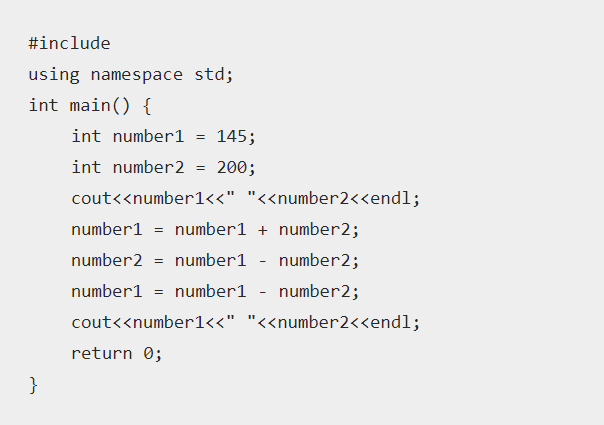 #include
using namespace std;
int main() {
int number1 = 145;
int number2 = 200;
cout<<number1<<" "<<number2<<endl;
number1 = number1 + number2;
number2 = number1 - number2;
number1 = number1 - number2;
cout<<number1<<" "<<number2<<endl;
return 0;
}